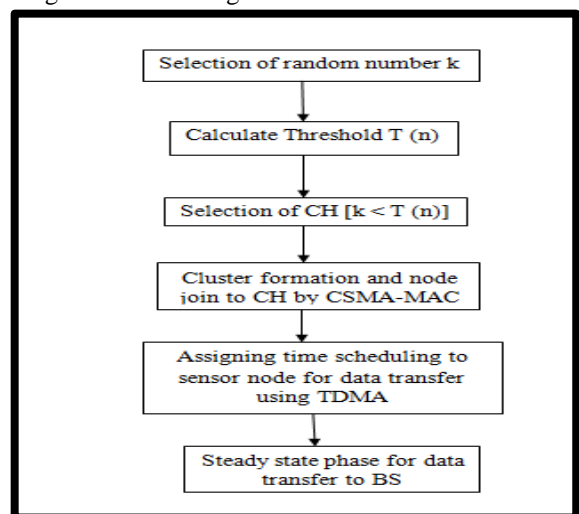 Selection of random number k
Calculate Threshold T (n)
Selection of CH [k < T (n)]
Cluster formation and node
join to CH by CSMA-MAC
Assigning time scheduling to
sensor node for data transfer
using TDMA
Steady state phase for data
transfer to BS